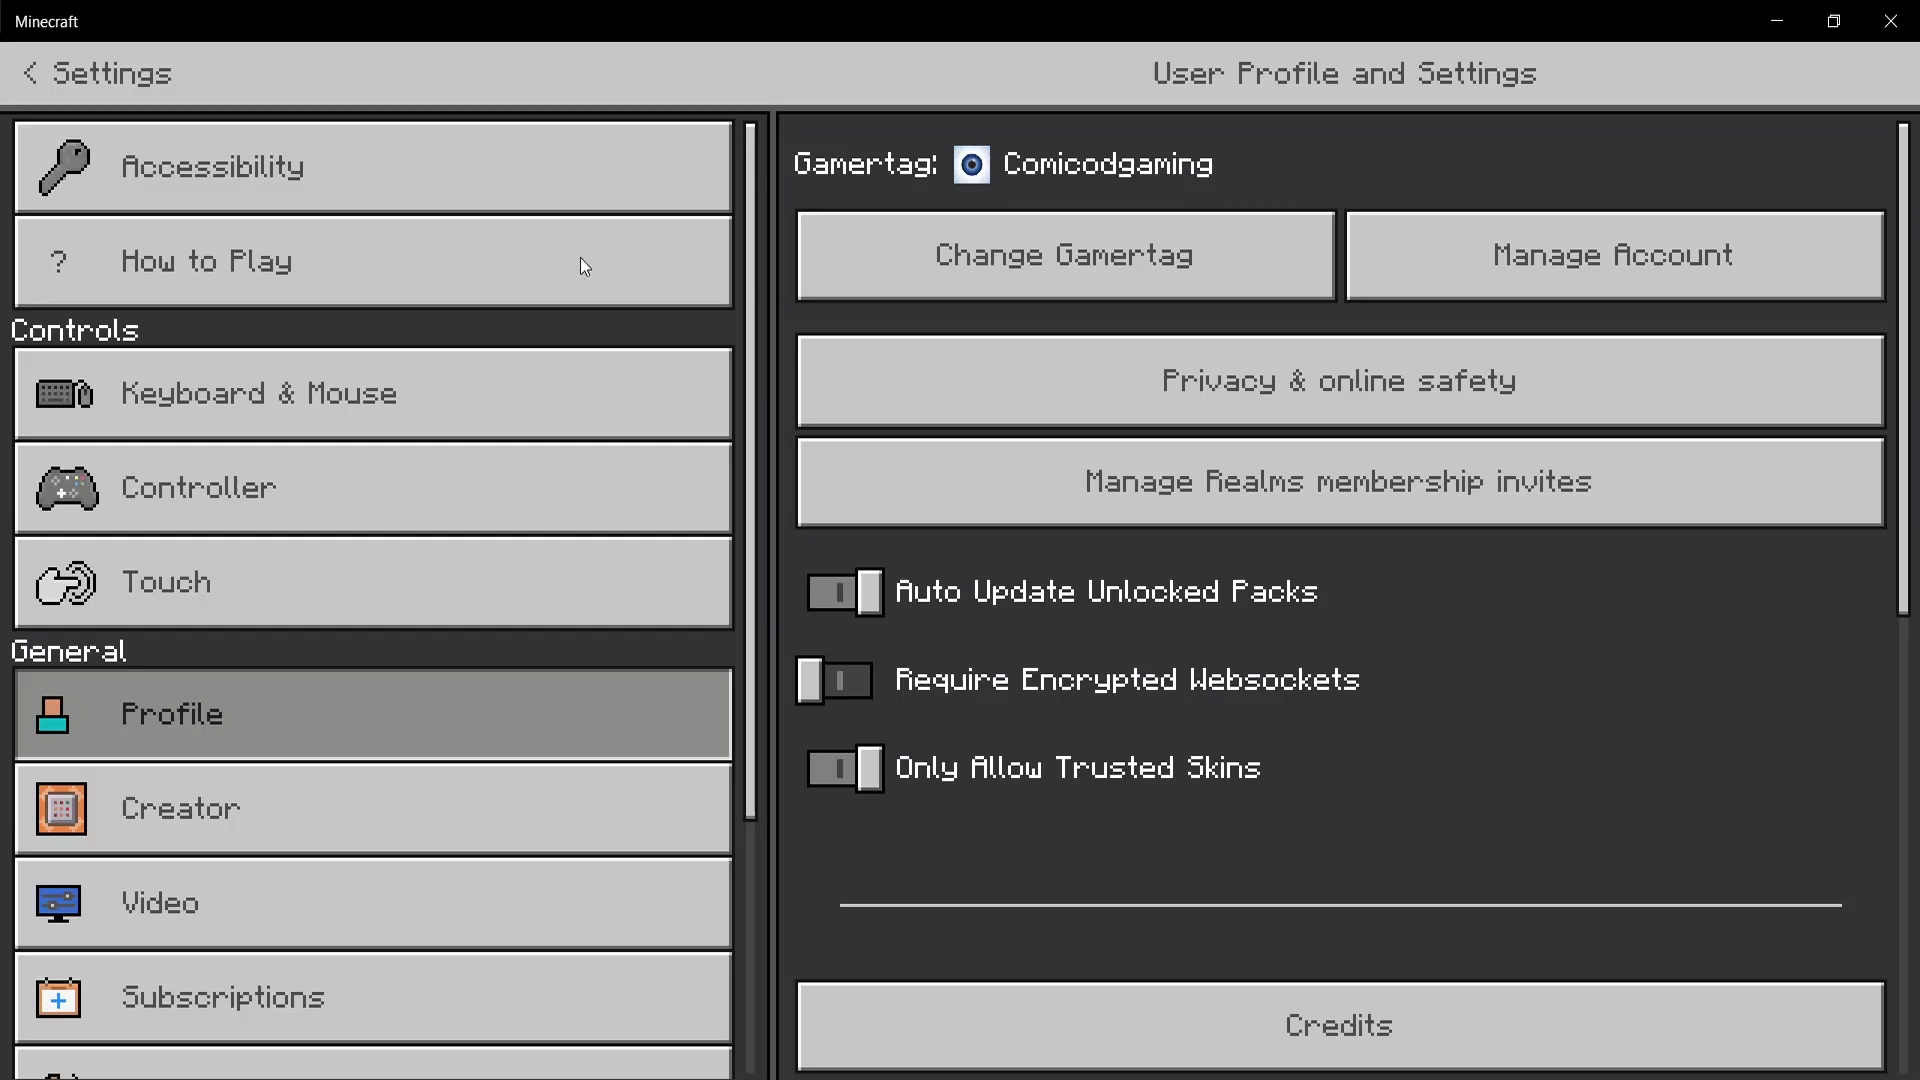 Minecraft
Settings
User Profile and Settings
Accessibility
? How to Play
Controls
Keyboard & Mouse
Controller
Touch
General
Profile
Creator
Video
Subscriptions
Gamertag: Comicodgaming
Change Gamertag
Manage Account
Privacy & online safety
Manage Realms membership invites
Auto Update Unlocked Packs
Require Encrypted Websockets
Only Allow Trusted Skins
Credits